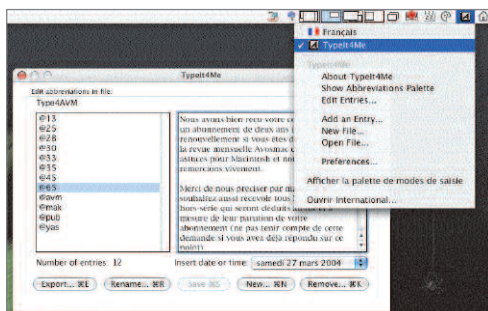 Français
✓ TypeIt4Me
TypeIt4Me
About TypeIt4Me
Show Abbreviations Palette
Edit Entries...
Add an Entry...
New File...
Open File...
Preferences...
Afficher la palette de modes de saisie
Ouvrir International...
TypeIt4Me
Edit abbreviations in file:
Type4AVM
@13
@25
@28
@30
@33
@35
@45
@65
@avm
@mak
@pub
@yas
Nous avons bien reçu votre
un abonnement de deux ans
renouvellement si vous êtes
la revue mensuelle Avosmac
astuces pour Macintosh et
remercions vivement.
Merci de nous préciser par
souhaitez aussi recevoir tous
hors-série qui seront déduits
mesure de leur parution de votre
abonnement (ne pas tenir compte de cette
demande si vous avez déjà répondu sur ce
point)
Number of entries: 12
Insert date or time:
samedi 27 mars 2004
Export... ⌘E
Rename... ⌘R
Save ⌘S
New... ⌘N
Remove... ⌘K